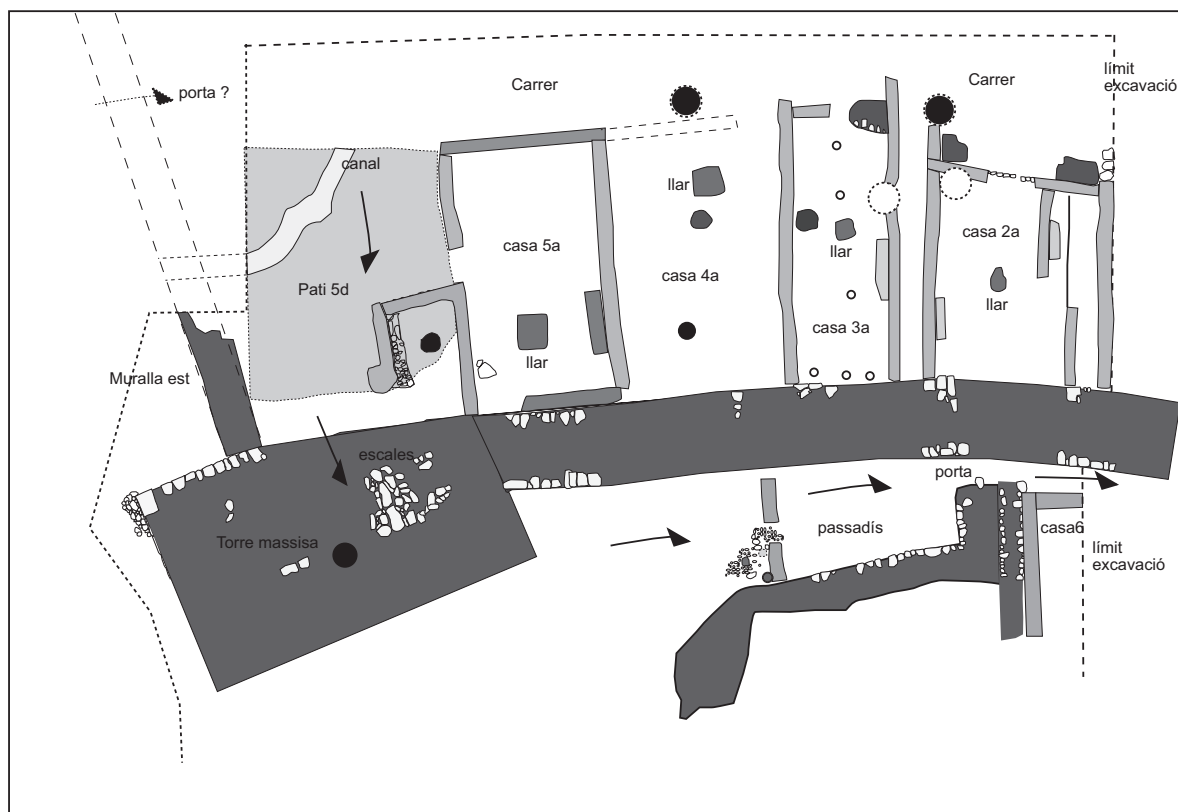 porta ?
Carrer
Carrer
límit
excavació
canal
llar
casa 5a
casa 4a
llar
casa 2a
Pati 5d
llar
casa 3a
llar
Muralla est
escales
porta
Torre massisa
passadís
casa6
límit
excavació